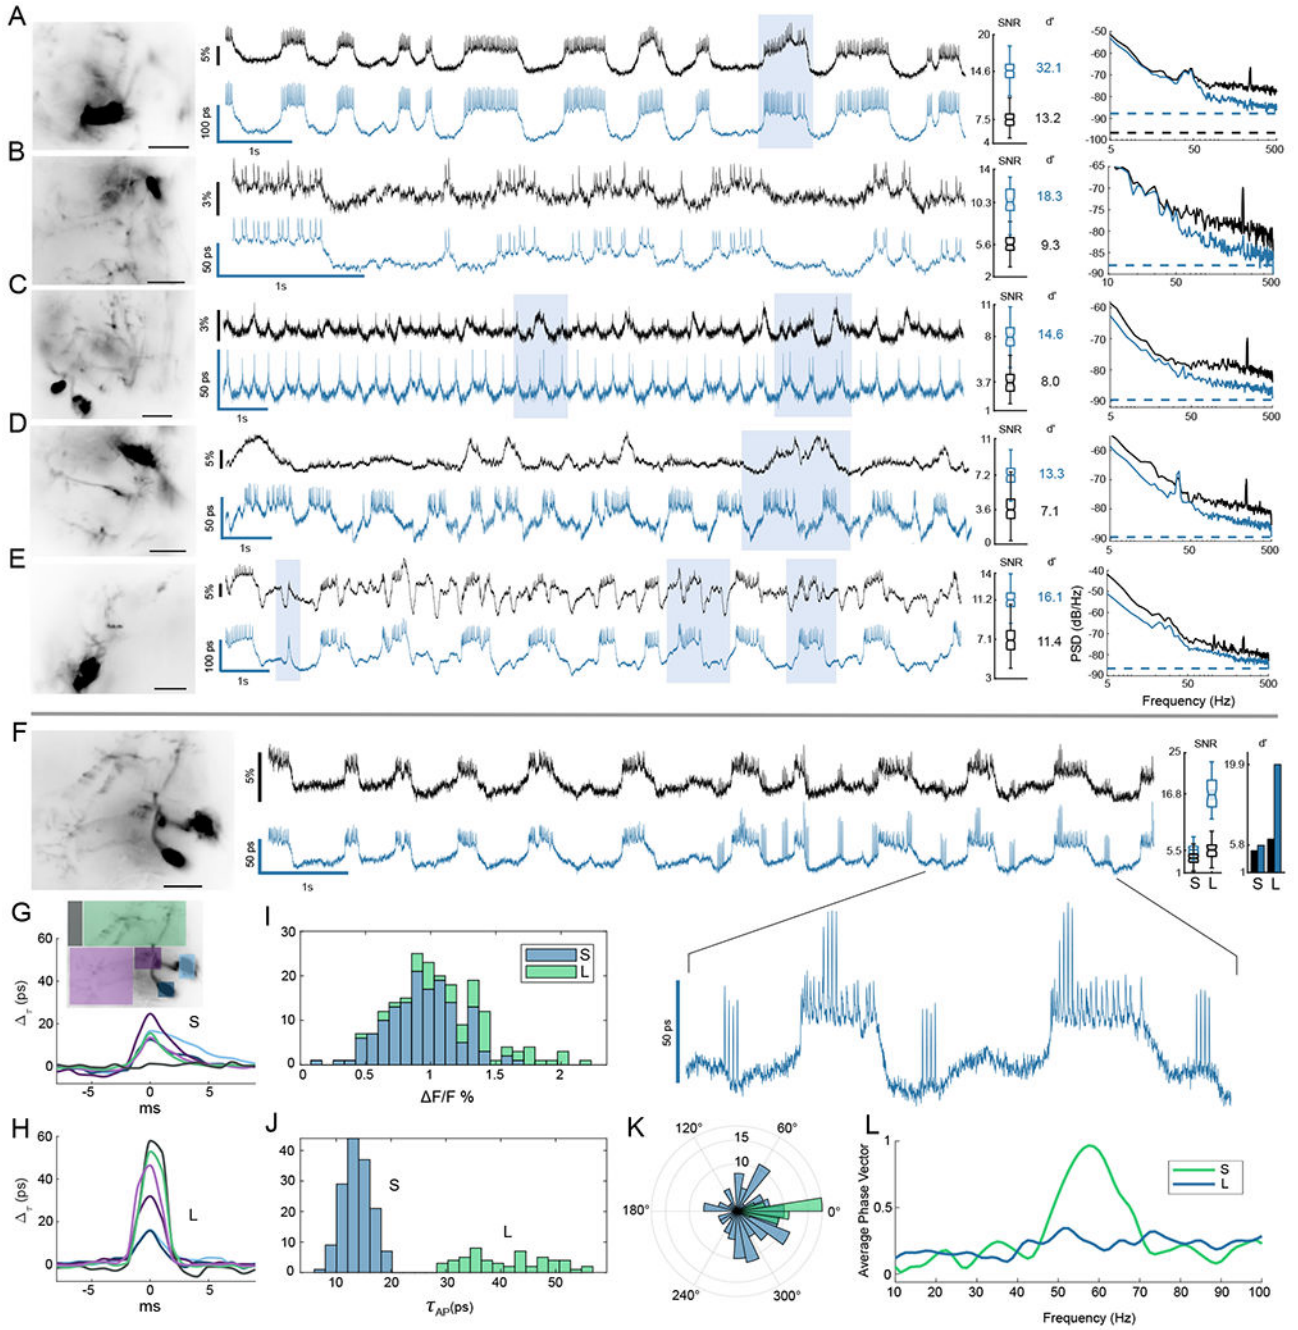 A
5%
100 ps
1s
SNR
d'
20
14.6
7.5
4
32.1
13.2
-50
-60
-70
-80
-90
-100
5
50
500
B
3%
50 ps
1s
SNR
d'
14
10.3
5.6
2
18.3
9.3
-65
-75
-85
-90
10
50
500
C
3%
50 ps
1s
SNR
d'
11
8
3.7
1
14.6
8.0
-60
-70
-80
-90
5
50
500
D
5%
50 ps
1s
SNR
d'
11
7.2
3.6
0
13.3
7.1
-60
-70
-80
-90
5
50
500
E
5%
100 ps
1s
SNR
d'
14
11.2
7.1
3
16.1
11.4
PSD (dB/Hz)
-40
-50
-60
-70
-80
-90
5
50
500
Frequency (Hz)
F
5%
50 ps
1s
SNR
d'
25
16.8
5.5
1
S L
19.9
5.8
1
S L
G
60
40
20
0
Δτ (ps)
S
-5 0 5
ms
I
30
20
10
0
S
L
0 0.5 1 1.5 2
ΔF/F %
50 ps
H
60
40
20
0
Δτ (ps)
L
-5 0 5
ms
J
40
30
20
10
0
S
L
10 20 30 40 50
τAP(ps)
K
120°
60°
15
10
180°
0°
240°
300°
L
Average Phase Vector
1
0.5
0
S
L
10 20 30 40 50 60 70 80 90 100
Frequency (Hz)